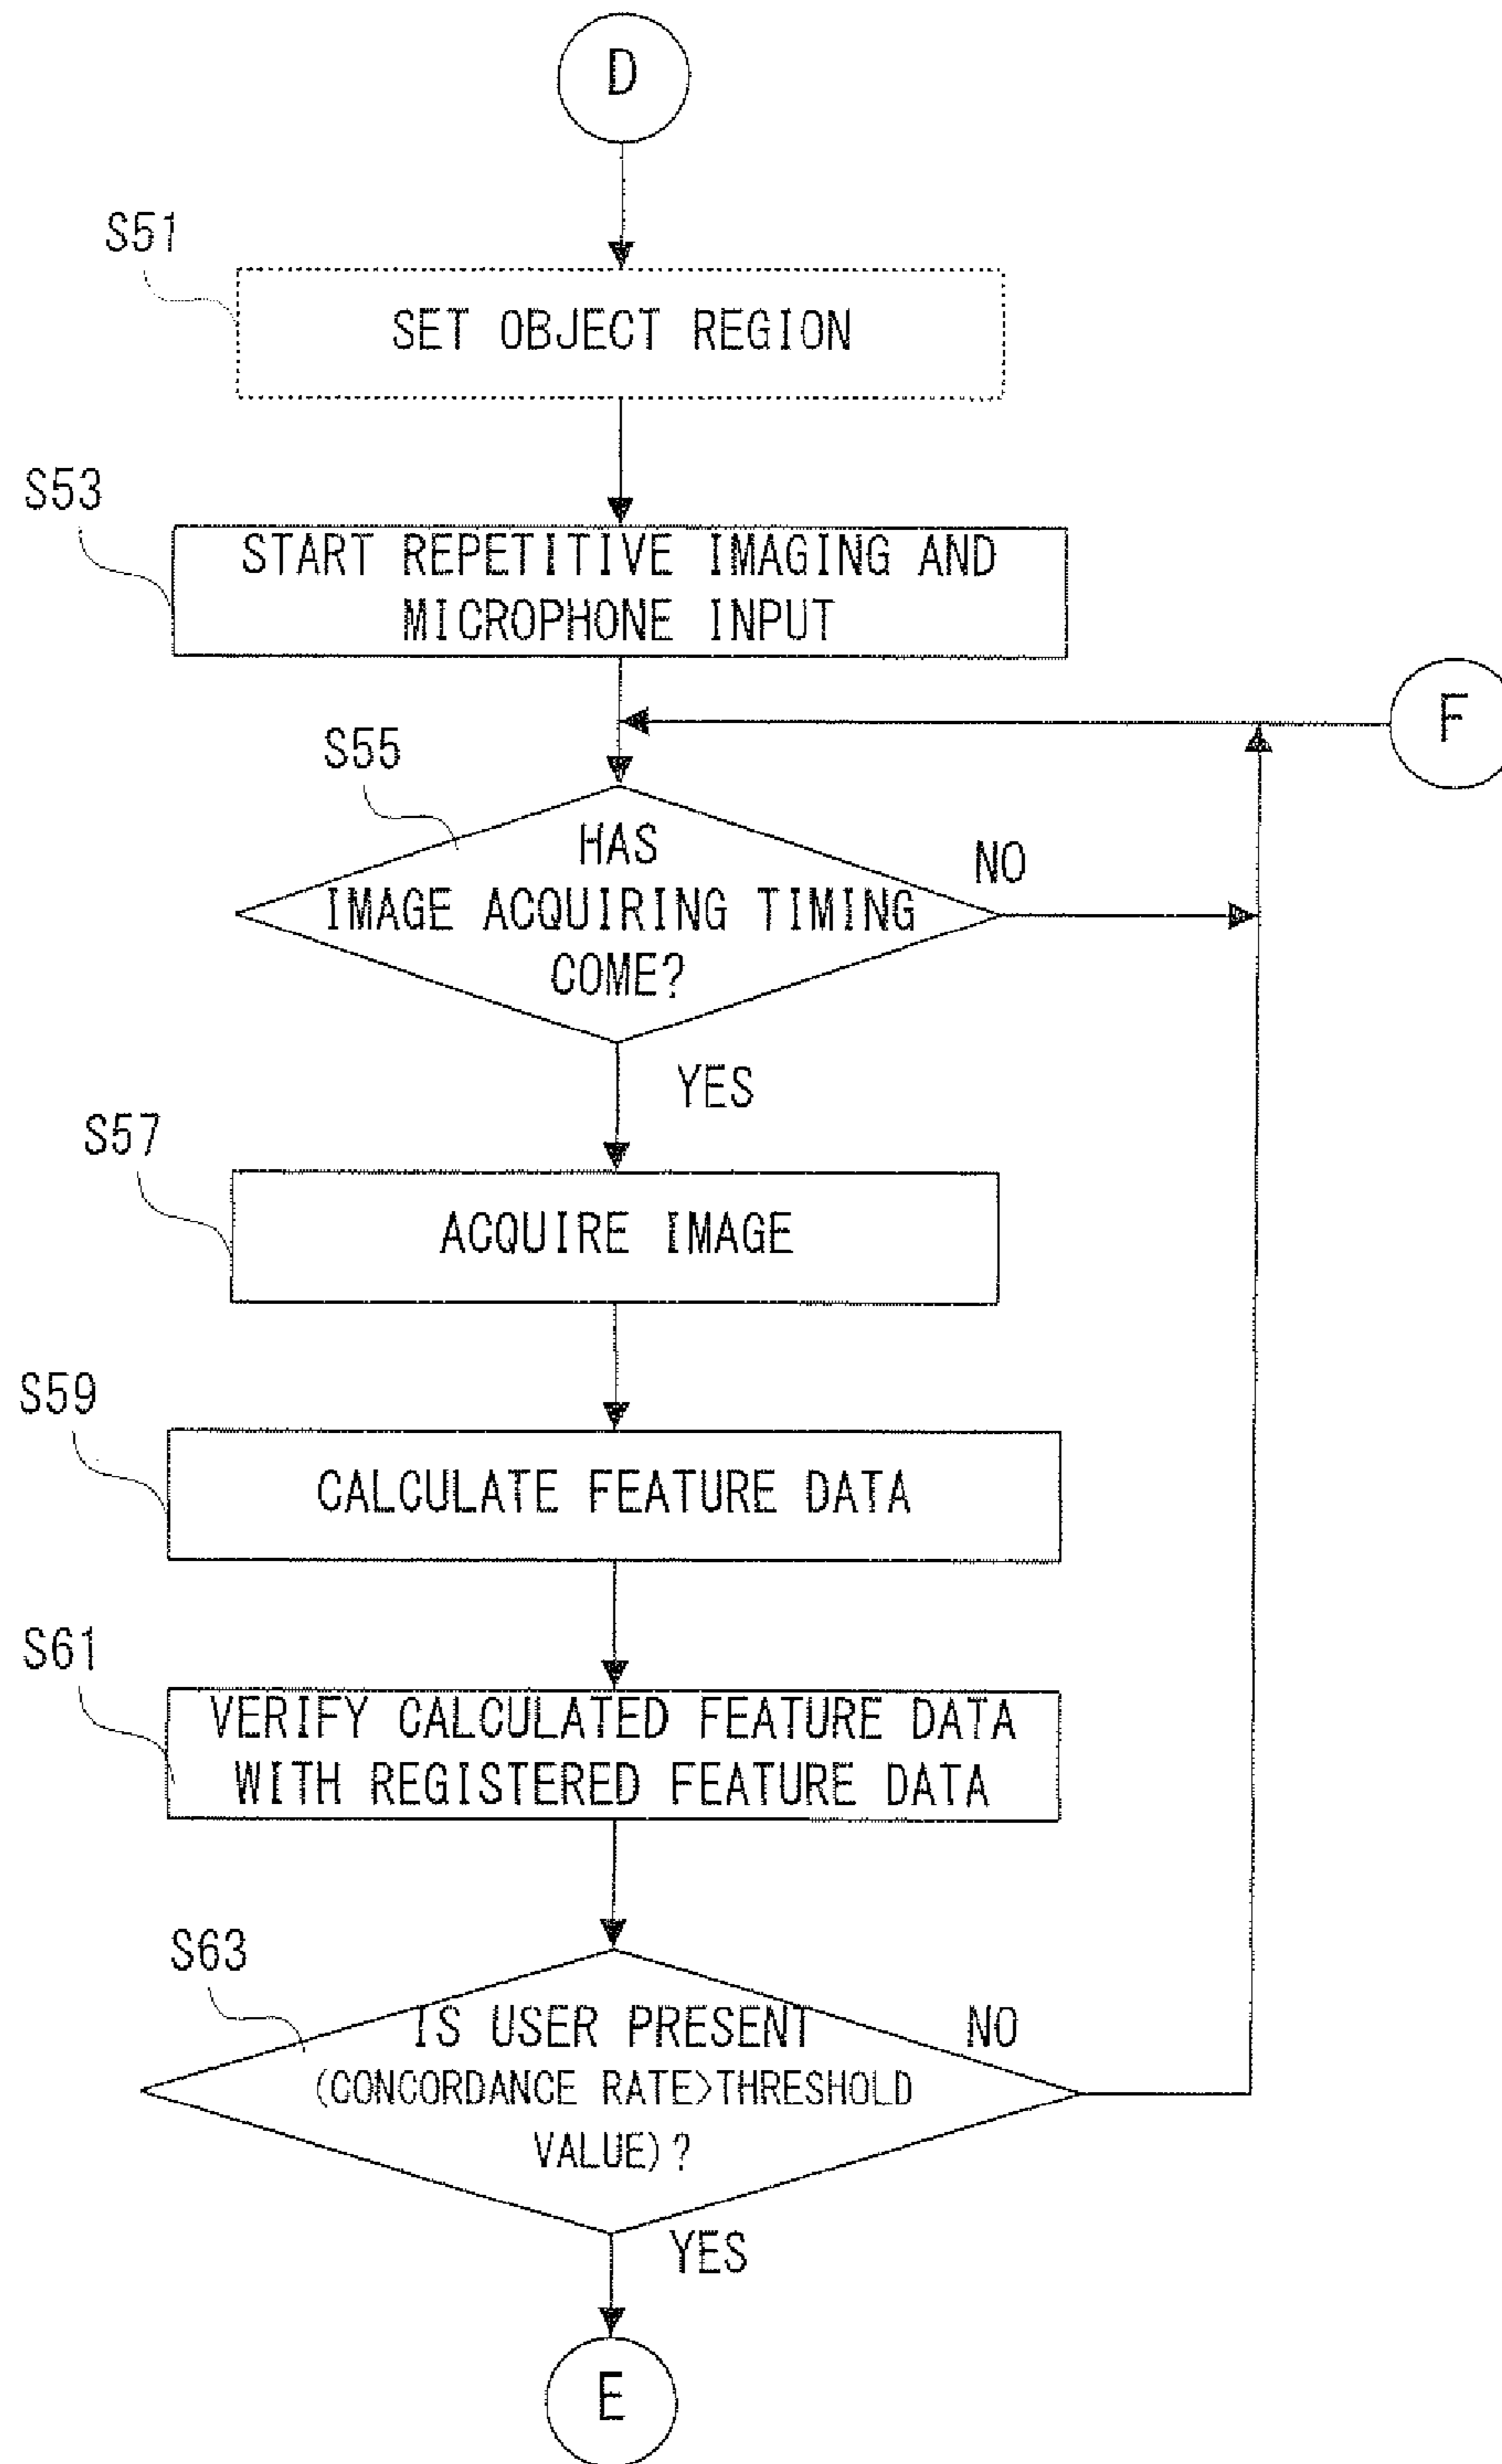 D
S51
SET OBJECT REGION
S53
START REPETITIVE IMAGING AND
MICROPHONE INPUT
F
S55
HAS
IMAGE ACQUIRING TIMING
COME?
NO
YES
S57
ACQUIRE IMAGE
S59
CALCULATE FEATURE DATA
S61
VERIFY CALCULATED FEATURE DATA
WITH REGISTERED FEATURE DATA
S63
IS USER PRESENT
(CONCORDANCE RATE>THRESHOLD
VALUE)?
NO
YES
E